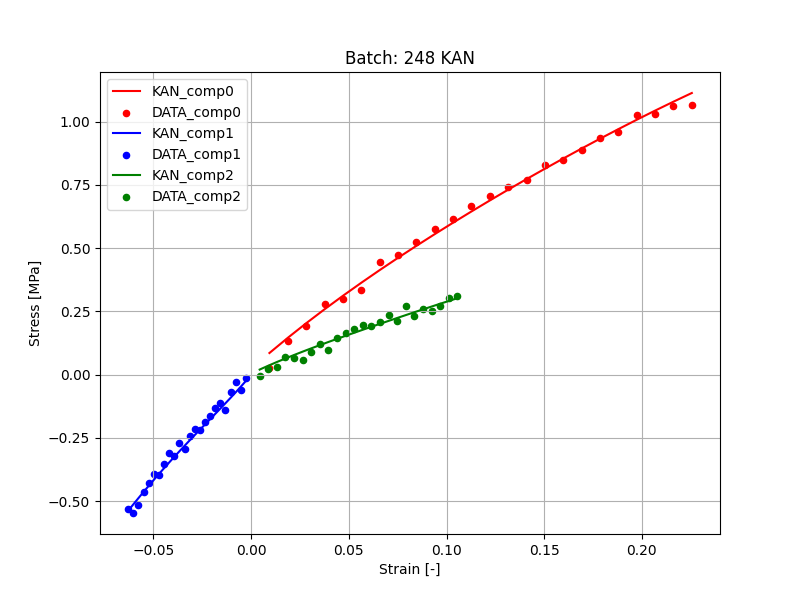 Batch: 248 KAN
KAN_comp0
DATA_comp0
KAN_comp1
DATA_comp1
KAN_comp2
DATA_comp2
Stress [MPa]
1.00
0.75
0.50
0.25
0.00
−0.25
−0.50
−0.05 0.00 0.05 0.10 0.15 0.20
Strain [-]